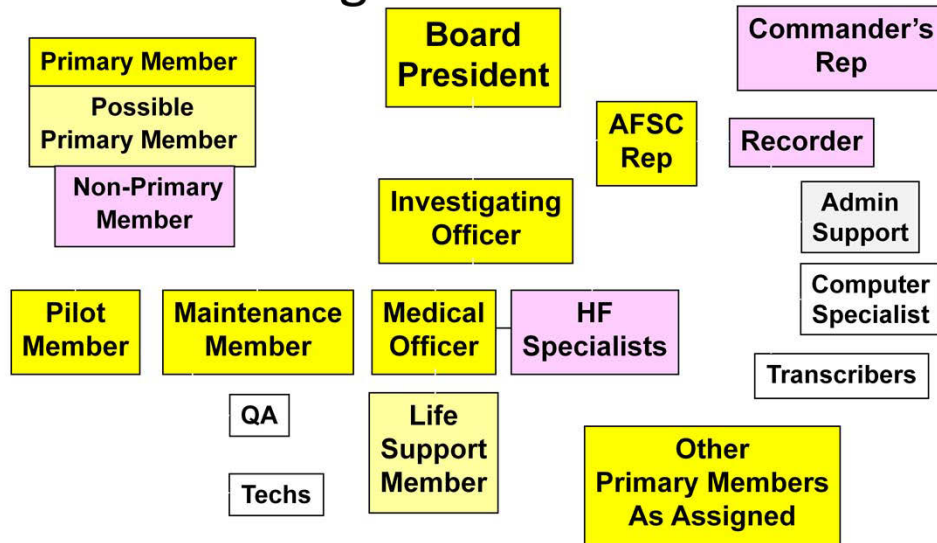 Board
President
Commander's
Rep
Primary Member
Possible
Primary Member
Non-Primary
Member
AFSC
Rep
Recorder
Investigating
Officer
Admin
Support
Computer
Specialist
Pilot
Member
Maintenance
Member
Medical
Officer
HF
Specialists
Transcribers
QA
Techs
Life
Support
Member
Other
Primary Members
As Assigned